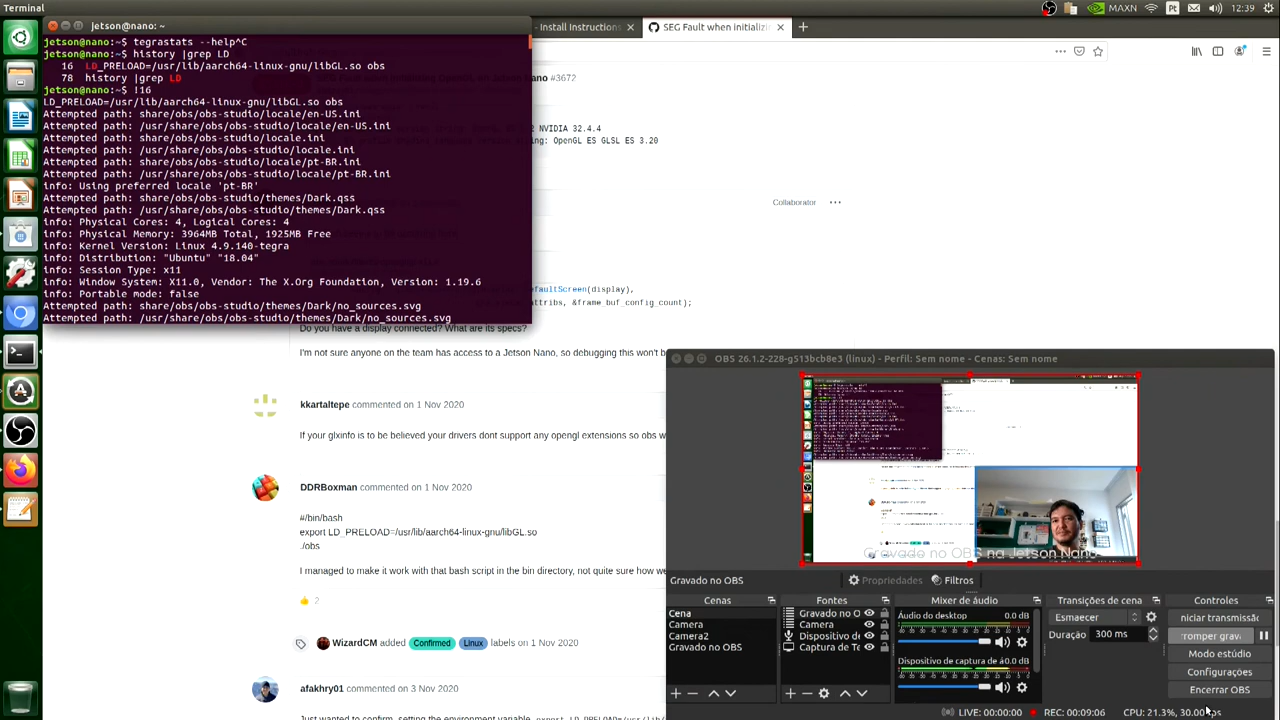 Terminal
MAXN
Pt
12:39
jetson@nano: ~
- Install Instructions
SEG Fault when initializi
jetson@nano:~$ tegrastats --help^C
jetson@nano:~$ history |grep LD
16 LD_PRELOAD=/usr/lib/aarch64-linux-gnu/libGL.so obs
78 history |grep LD
jetson@nano:~$ !16
LD_PRELOAD=/usr/lib/aarch64-linux-gnu/libGL.so obs
Attempted path: share/obs/obs-studio/locale/en-US.ini
Attempted path: /usr/share/obs/obs-studio/locale/en-US.ini
Attempted path: share/obs/obs-studio/locale.ini
Attempted path: /usr/share/obs/obs-studio/locale.ini
Attempted path: share/obs/obs-studio/locale/pt-BR.ini
Attempted path: /usr/share/obs/obs-studio/locale/pt-BR.ini
info: Using preferred locale 'pt-BR'
Attempted path: share/obs/obs-studio/themes/Dark.qss
Attempted path: /usr/share/obs/obs-studio/themes/Dark.qss
info: Physical Cores: 4, Logical Cores: 4
info: Physical Memory: 3964MB Total, 1925MB Free
info: Kernel Version: Linux 4.9.140-tegra
info: Distribution: "Ubuntu" "18.04"
info: Session Type: x11
info: Window System: X11.0, Vendor: The X.Org Foundation, Version: 1.19.6
info: Portable mode: false
Attempted path: share/obs/obs-studio/themes/Dark/no_sources.svg
Attempted path: /usr/share/obs/obs-studio/themes/Dark/no_sources.svg
#3672
NVIDIA 32.4.4
OpenGL ES GLSL ES 3.20
Collaborator
(display),
&frame_buf_config_count);
Do you have a display connected? What are its specs?
I'm not sure anyone on the team has access to a Jetson Nano, so debugging this won't b
kkartaltepe commented on 1 Nov 2020
If your glxinfo is to be believed your drivers dont support any opengl extensions so obs w
DDRBoxman commented on 1 Nov 2020
#/bin/bash
export LD_PRELOAD=/usr/lib/aarch64-linux-gnu/libGL.so
./obs
I managed to make it work with that bash script in the bin directory, not quite sure how we
2
WizardCM added Confirmed Linux labels on 1 Nov 2020
afakhry01 commented on 3 Nov 2020
Just wanted to confirm, setting the environment variable
OBS 26.1.2-228-g513bcb8e3 (linux) - Perfil: Sem nome - Cenas: Sem nome
Gravado no OBS na Jetson Nano
Gravado no OBS
Propriedades
Filtros
Cenas
Fontes
Mixer de áudio
Transições de cena
Controles
Cena
Camera
Camera2
Gravado no OBS
Gravado no
Camera
Dispositivo de
Captura de Te
Áudio do desktop
0.0 dB
Dispositivo de captura de á
0.0 dB
Esmaecer
Duração
300 ms
niciar transmissã
romper grava
Modo estúdio
Configurações
Encerrar OBS
LIVE: 00:00:00
REC: 00:09:06
CPU: 21.3%, 30.00